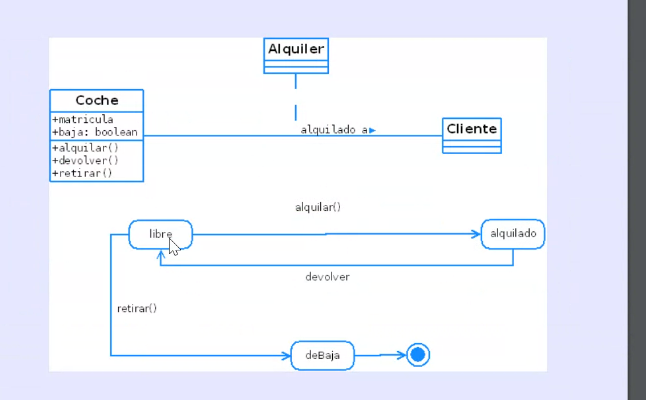 Alquiler
Coche
+matricula
+baja: boolean
+alquilar()
+devolver()
+retirar()
alquilado a
Cliente
alquilar()
libre
alquilado
devolver
retirar()
deBaja